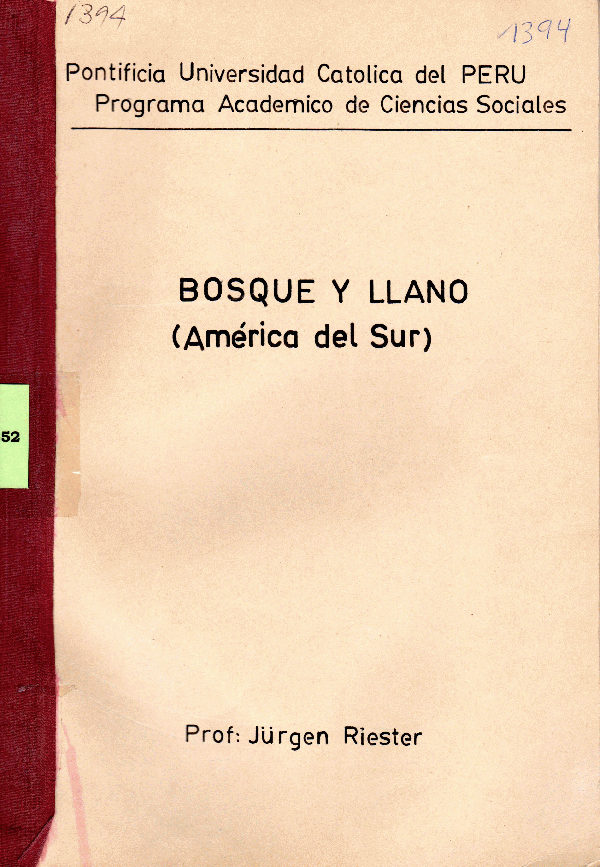 1394
1394
Pontificia Universidad Catolica del PERU
Programa Academico de Ciencias Sociales
BOSQUE Y LLANO
(América del Sur)
52
Prof: Jürgen Riester